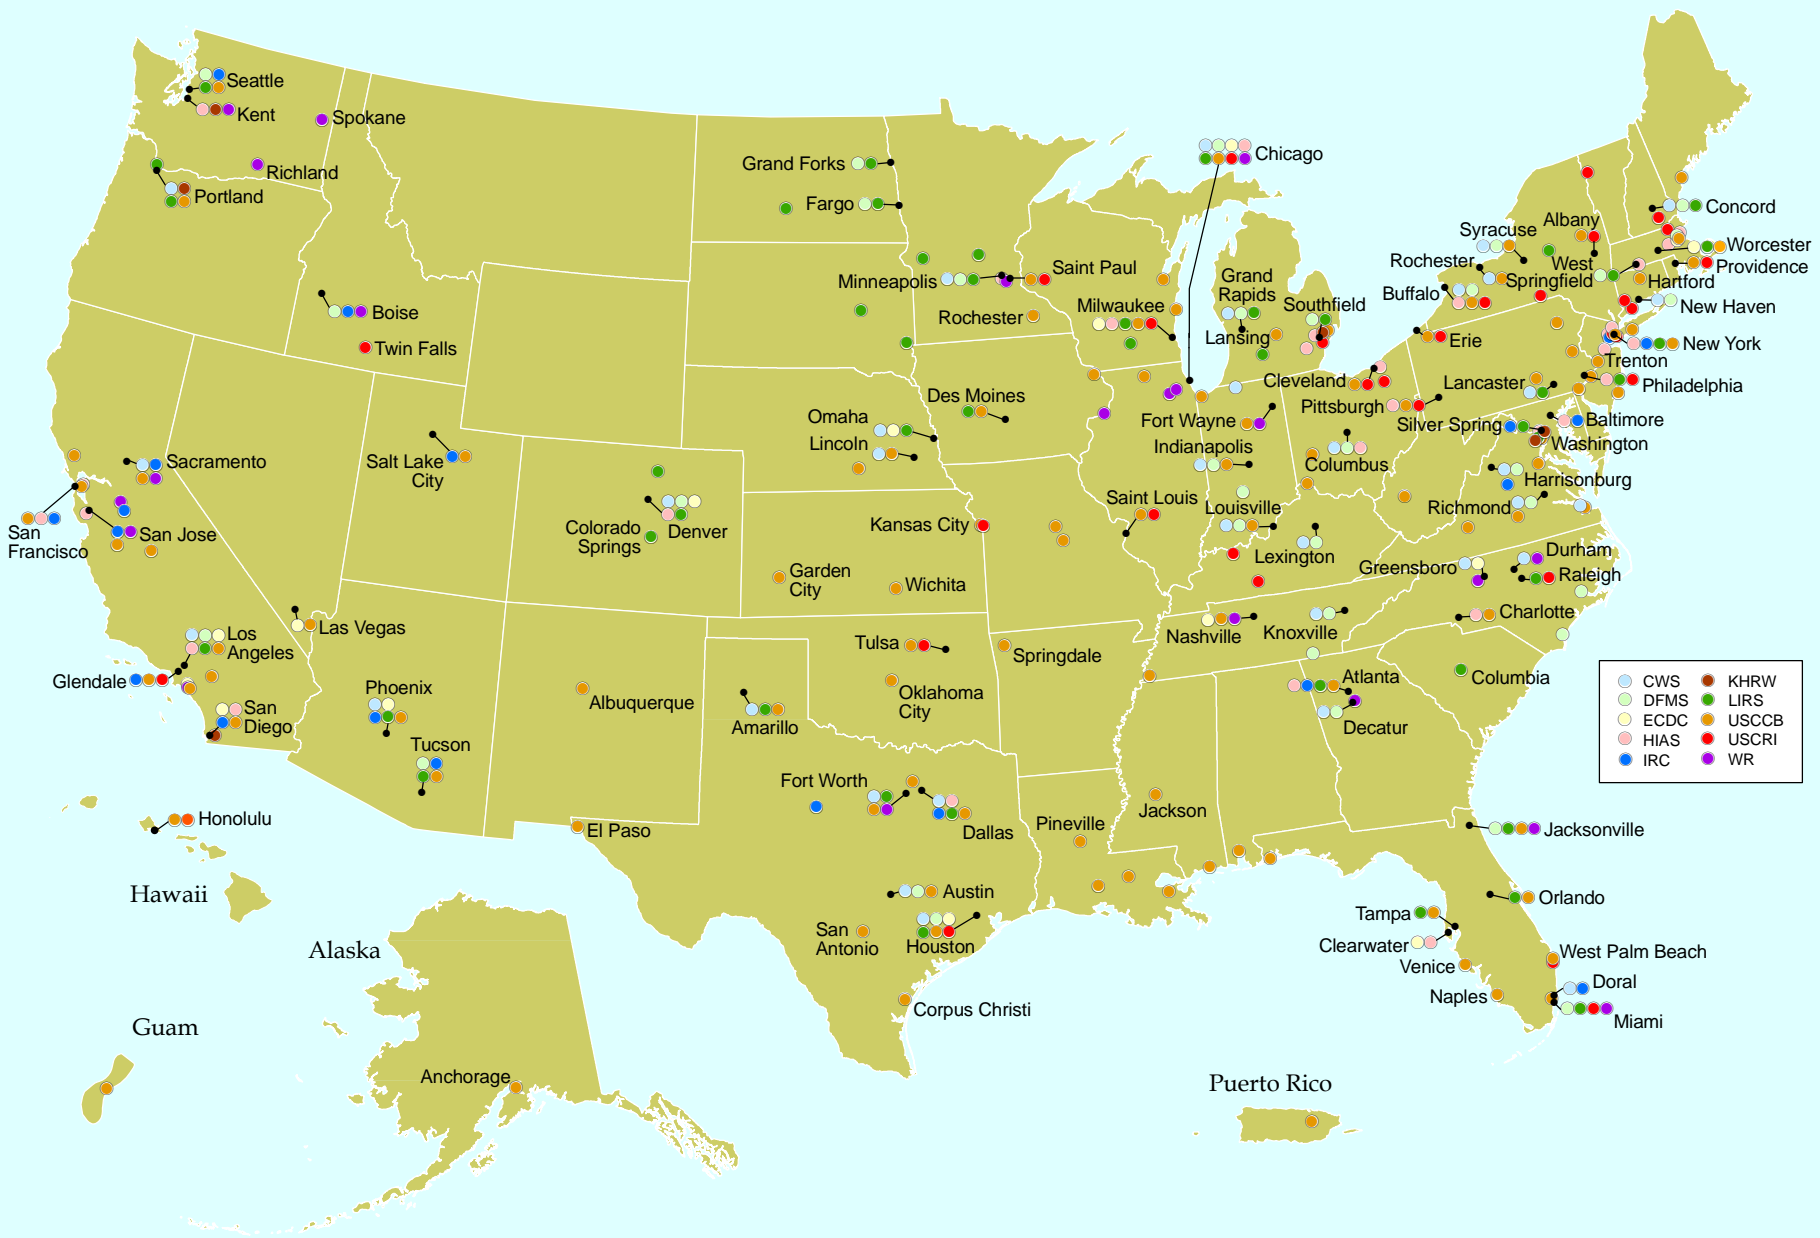 Seattle
Kent
Spokane
Richland
Portland
Boise
Twin Falls
Grand Forks
Fargo
Minneapolis
Saint Paul
Rochester
Milwaukee
Chicago
Grand
Rapids
Lansing
Southfield
Syracuse
Albany
Rochester
Buffalo
West
Springfield
Concord
Worcester
Providence
Hartford
New Haven
New York
Erie
Trenton
Cleveland
Pittsburgh
Lancaster
Philadelphia
Silver Spring
Baltimore
Washington
Fort Wayne
Indianapolis
Columbus
Harrisonburg
Richmond
Des Moines
Omaha
Lincoln
Sacramento
Salt Lake
City
San
Francisco
San Jose
Colorado
Springs
Denver
Kansas City
Saint Louis
Louisville
Lexington
Garden
City
Wichita
Greensboro
Durham
Raleigh
Charlotte
Las Vegas
Los
Angeles
Glendale
San
Diego
Phoenix
Tucson
Albuquerque
Tulsa
Springdale
Oklahoma
City
Amarillo
Nashville
Knoxville
Atlanta
Decatur
Columbia
CWS
DFMS
ECDC
HIAS
IRC
KHRW
LIRS
USCCB
USCRI
WR
Honolulu
Hawaii
El Paso
Fort Worth
Dallas
Pineville
Jackson
Jacksonville
Austin
San
Antonio
Houston
Corpus Christi
Orlando
Tampa
Clearwater
Venice
Naples
West Palm Beach
Doral
Miami
Alaska
Guam
Anchorage
Puerto Rico